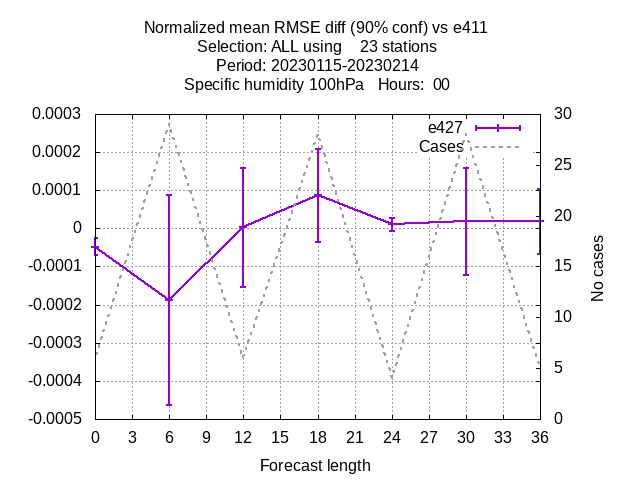 Normalized mean RMSE diff (90% conf) vs e411
Selection: ALL using    23 stations
Period: 20230115-20230214
Specific humidity 100hPa   Hours:  00
e427
Cases
0.0003
0.0002
0.0001
0
-0.0001
-0.0002
-0.0003
-0.0004
-0.0005
30
25
20
15
10
5
0
No cases
0 3 6 9 12 15 18 21 24 27 30 33 36
Forecast length